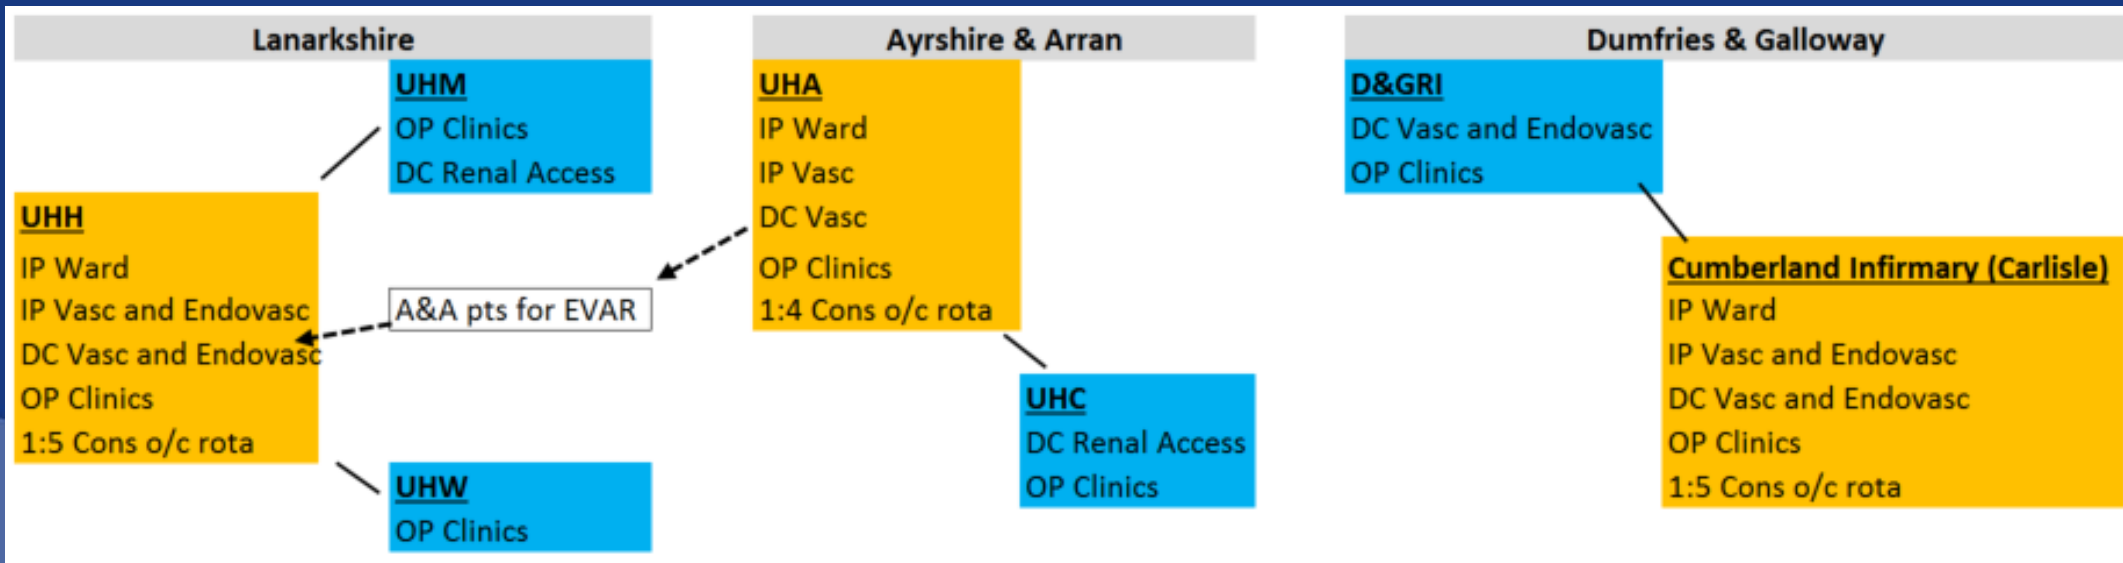 Lanarkshire
UHM
OP Clinics
DC Renal Access
UHH
IP Ward
IP Vasc and Endovasc
DC Vasc and Endovasc
OP Clinics
1:5 Cons o/c rota
A&A pts for EVAR
UHW
OP Clinics
Ayrshire & Arran
UHA
IP Ward
IP Vasc
DC Vasc
OP Clinics
1:4 Cons o/c rota
UHC
DC Renal Access
OP Clinics
Dumfries & Galloway
D&GRI
DC Vasc and Endovasc
OP Clinics
Cumberland Infirmary (Carlisle)
IP Ward
IP Vasc and Endovasc
DC Vasc and Endovasc
OP Clinics
1:5 Cons o/c rota